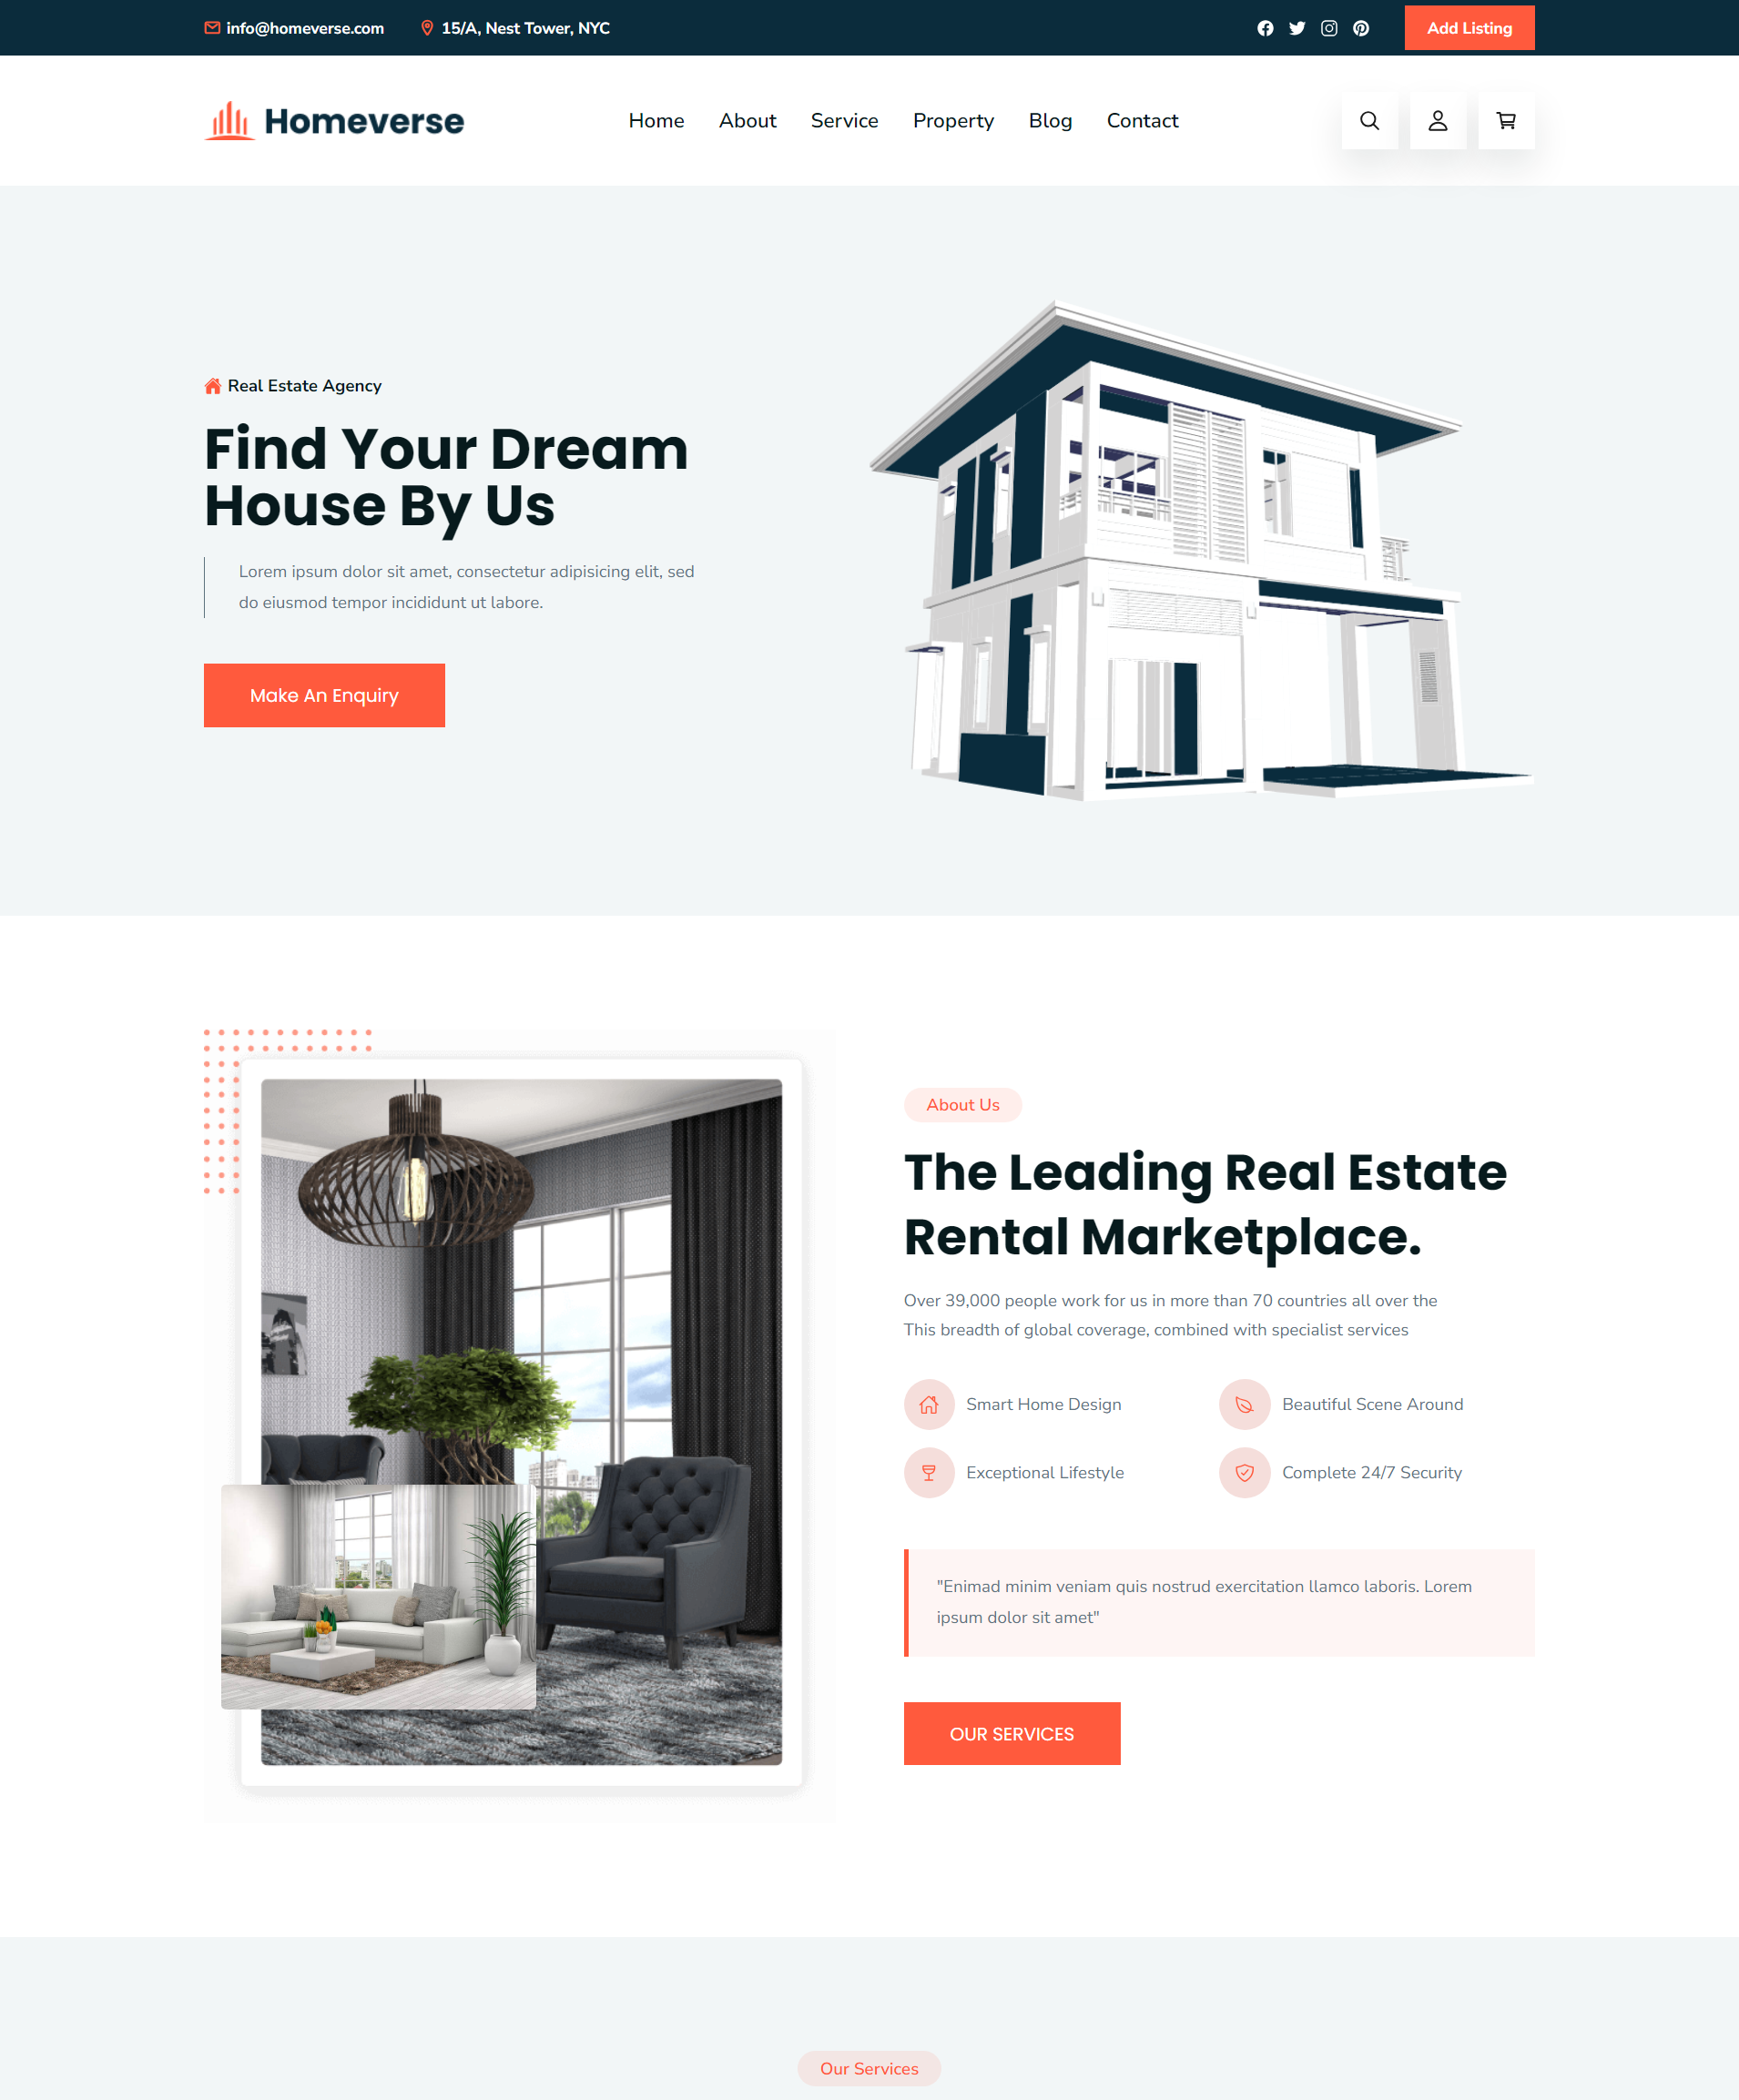 info@homeverse.com
15/A, Nest Tower, NYC
Add Listing
Homeverse
Home
About
Service
Property
Blog
Contact
Real Estate Agency
Find Your Dream
House By Us
Lorem ipsum dolor sit amet, consectetur adipisicing elit, sed
do eiusmod tempor incididunt ut labore.
Make An Enquiry
About Us
The Leading Real Estate
Rental Marketplace.
Over 39,000 people work for us in more than 70 countries all over the
This breadth of global coverage, combined with specialist services
Smart Home Design
Beautiful Scene Around
Exceptional Lifestyle
Complete 24/7 Security
"Enimad minim veniam quis nostrud exercitation llamco laboris. Lorem
ipsum dolor sit amet"
OUR SERVICES
Our Services